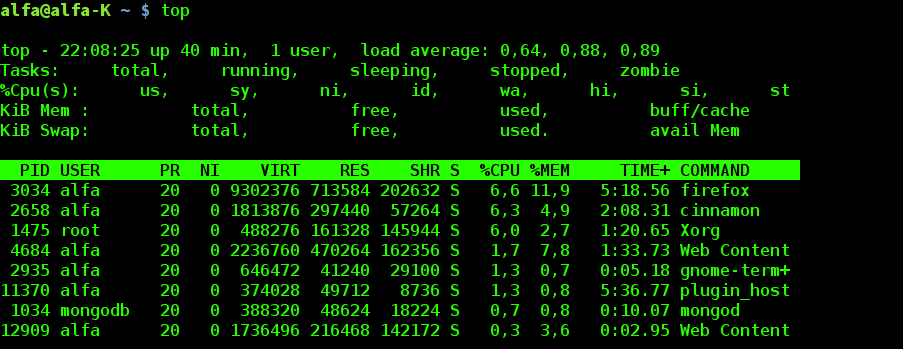 alfa@alfa-K ~ $ top
top - 22:08:25 up 40 min,  1 user,  load average: 0,64, 0,88, 0,89
Tasks:     total,     running,     sleeping,     stopped,     zombie
%Cpu(s):      us,      sy,      ni,      id,      wa,      hi,      si,      st
KiB Mem :          total,          free,          used,          buff/cache
KiB Swap:          total,          free,          used.          avail Mem
  PID USER      PR  NI    VIRT    RES    SHR S  %CPU %MEM     TIME+ COMMAND
 3034 alfa      20   0 9302376 713584 202632 S   6,6 11,9   5:18.56 firefox
 2658 alfa      20   0 1813876 297440  57264 S   6,3  4,9   2:08.31 cinnamon
 1475 root      20   0  488276 161328 145944 S   6,0  2,7   1:20.65 Xorg
 4684 alfa      20   0 2236760 470264 162356 S   1,7  7,8   1:33.73 Web Content
 2935 alfa      20   0  646472  41240  29100 S   1,3  0,7   0:05.18 gnome-term+
11370 alfa      20   0  374028  49712   8736 S   1,3  0,8   5:36.77 plugin_host
 1034 mongodb   20   0  388320  48624  18224 S   0,7  0,8   0:10.07 mongod
12909 alfa      20   0 1736496 216468 142172 S   0,3  3,6   0:02.95 Web Content